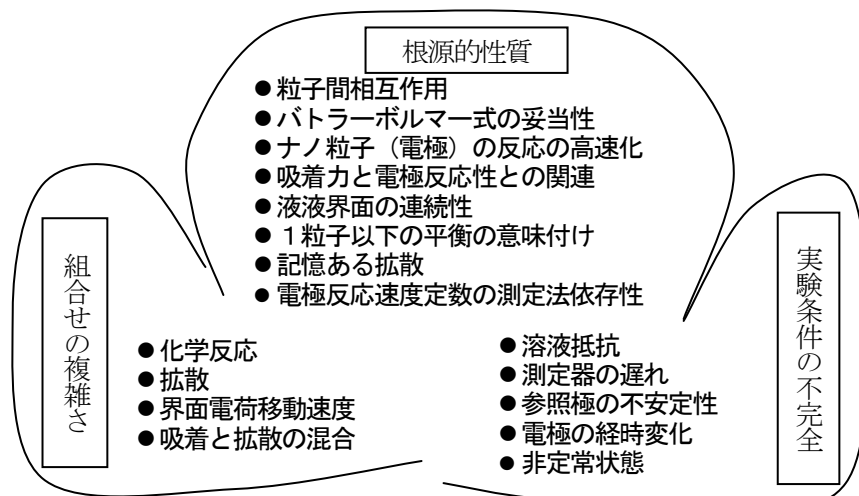 根源的性質
●粒子間相互作用
●バトラーボルマー式の妥当性
●ナノ粒子（電極）の反応の高速化
●吸着力と電極反応性との関連
●液液界面の連続性
●１粒子以下の平衡の意味付け
●記憶ある拡散
●電極反応速度定数の測定法依存性
組合せの複雑さ
●化学反応
●拡散
●界面電荷移動速度
●吸着と拡散の混合
実験条件の不完全
●溶液抵抗
●測定器の遅れ
●参照極の不安定性
●電極の経時変化
●非定常状態